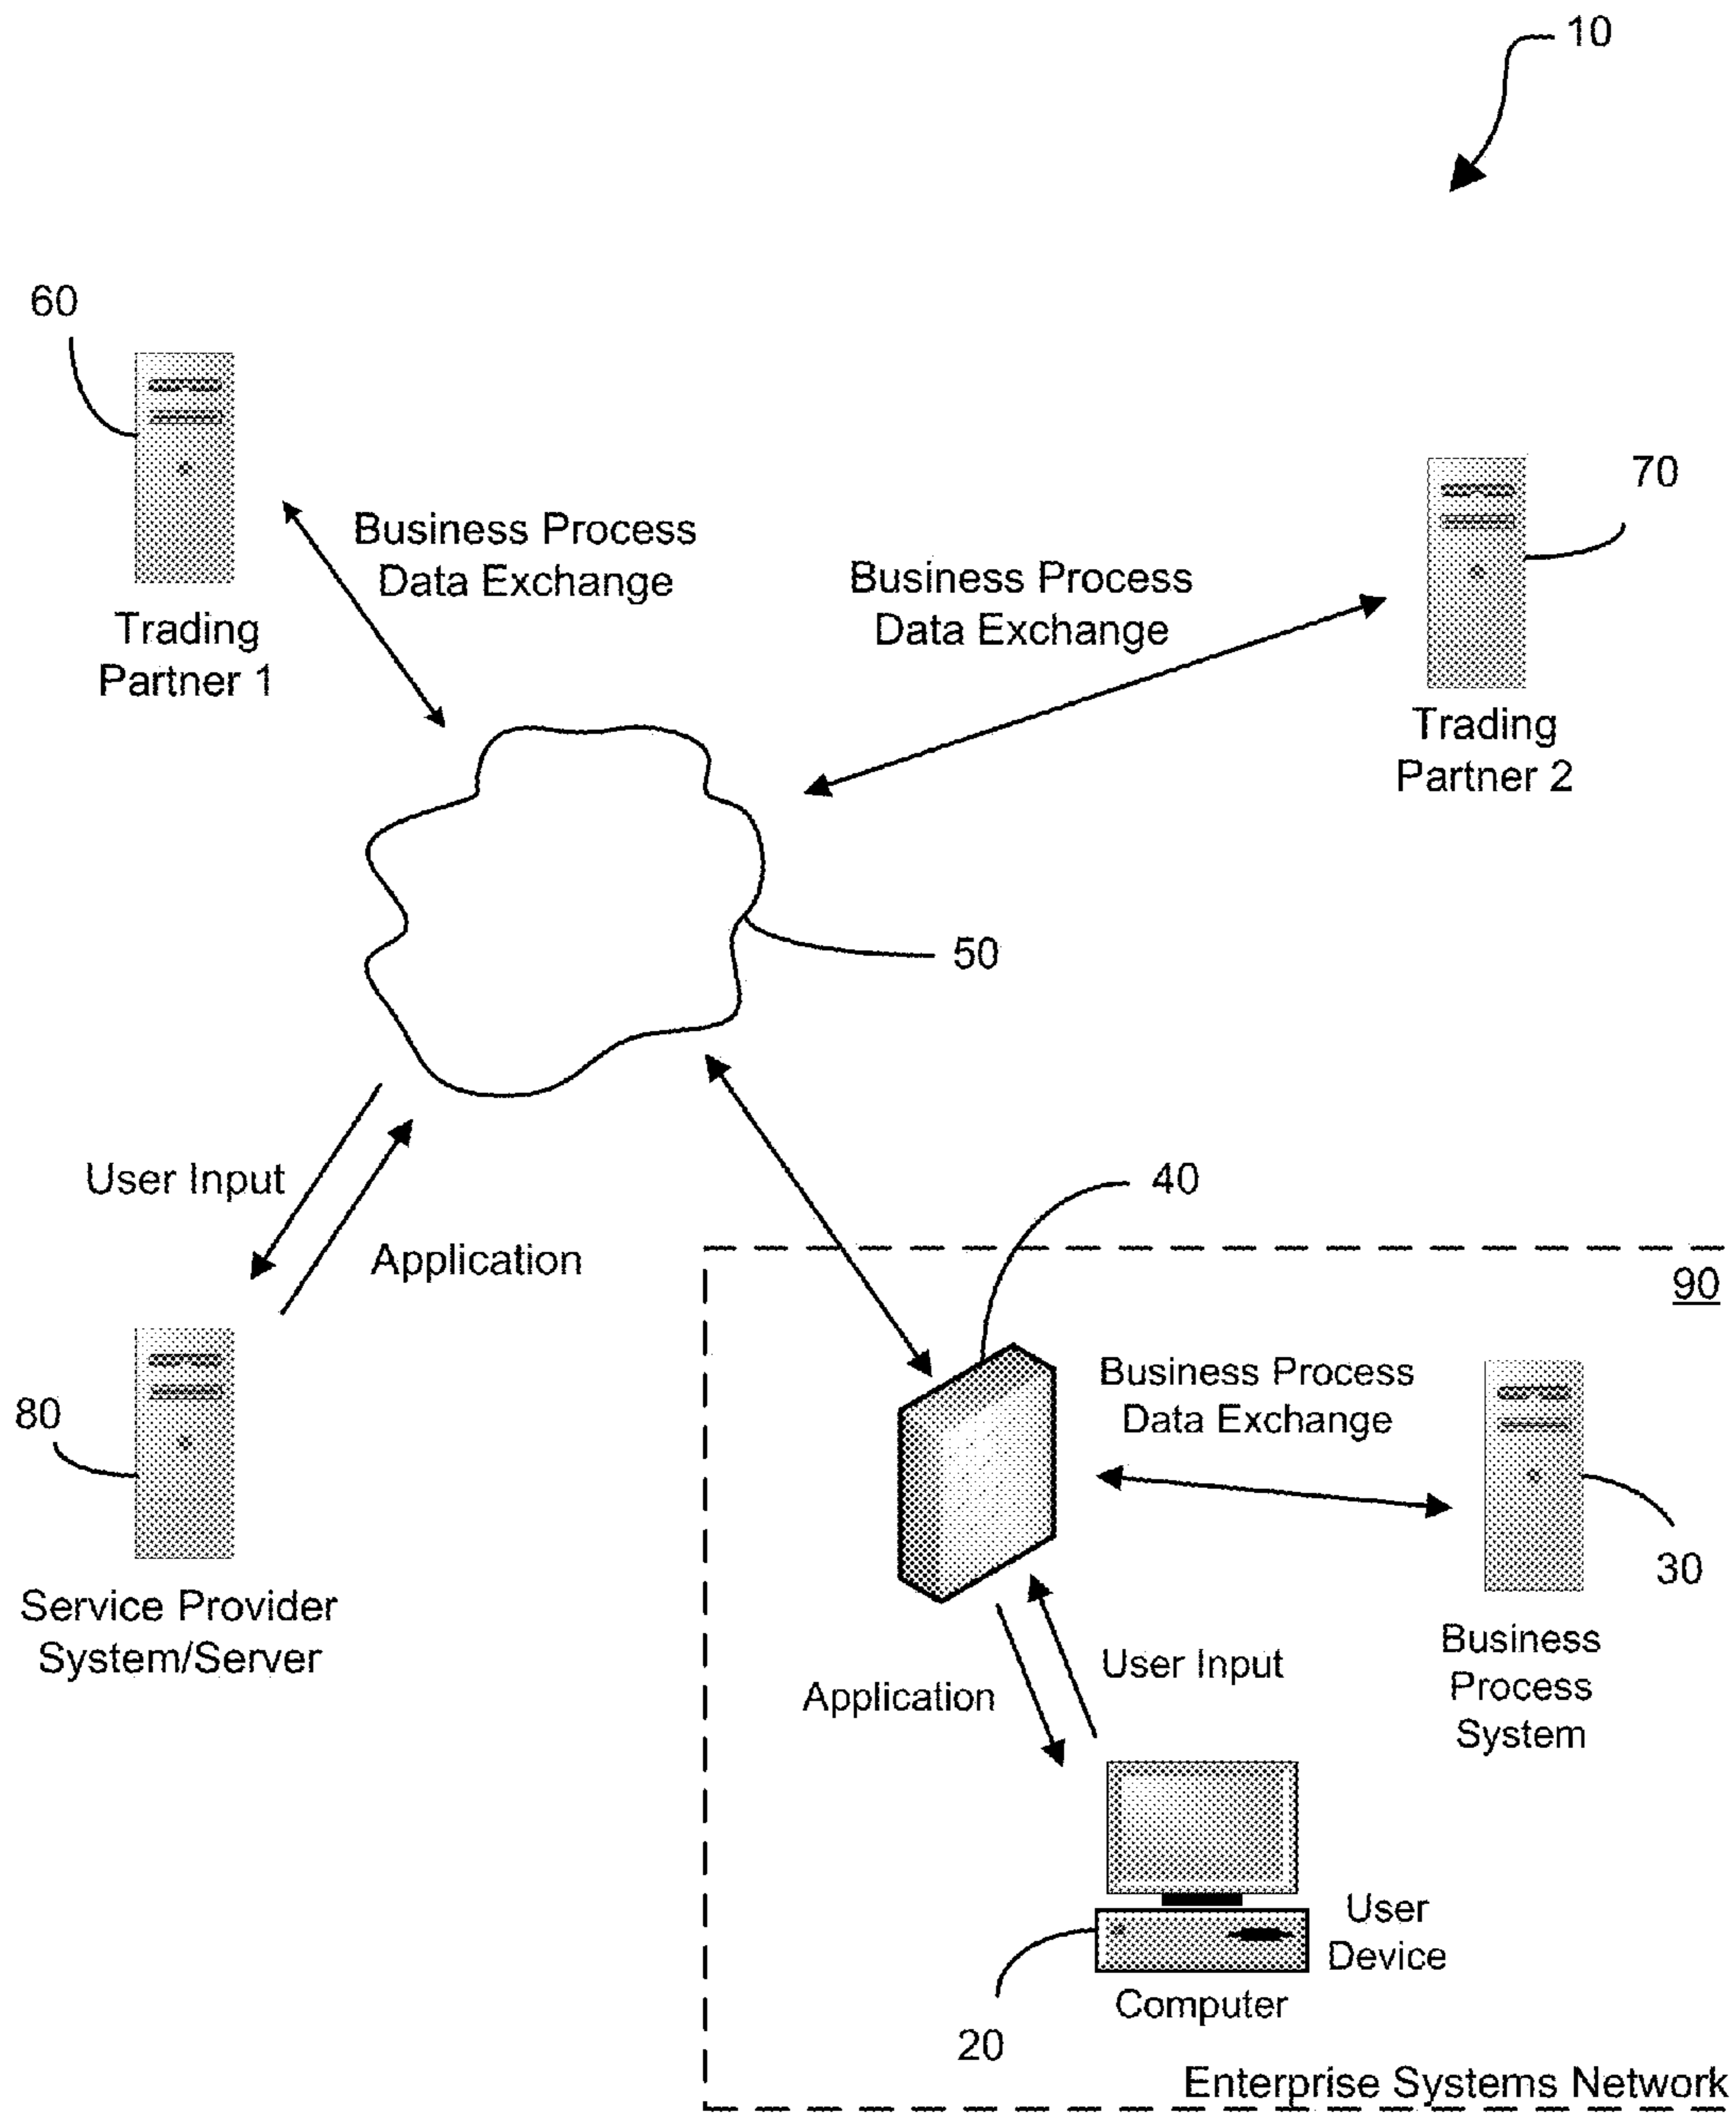 10
60
Business Process
Data Exchange
Trading
Partner 1
70
Business Process
Data Exchange
Trading
Partner 2
50
User Input
Application
40
90
80
Service Provider
System/Server
Business Process
Data Exchange
30
Business
Process
System
Application
User Input
User
Device
Computer
20
Enterprise Systems Network